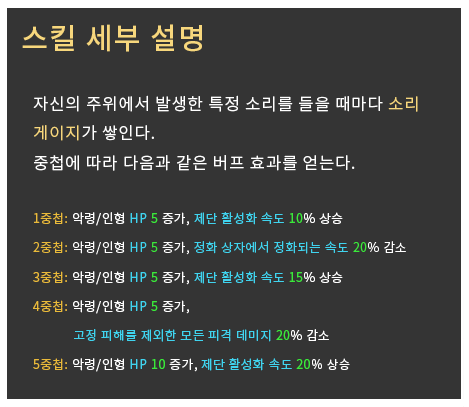 스킬 세부 설명
자신의 주위에서 발생한 특정 소리를 들을 때마다 소리
게이지가 쌓인다.
중첩에 따라 다음과 같은 버프 효과를 얻는다.
1중첩: 악령/인형 HP 5 증가, 제단 활성화 속도 10% 상승
2중첩: 악령/인형 HP 5 증가, 정화 상자에서 정화되는 속도 20% 감소
3중첩: 악령/인형 HP 5 증가, 제단 활성화 속도 15% 상승
4중첩: 악령/인형 HP 5 증가,
고정 피해를 제외한 모든 피격 데미지 20% 감소
5중첩: 악령/인형 HP 10 증가, 제단 활성화 속도 20% 상승